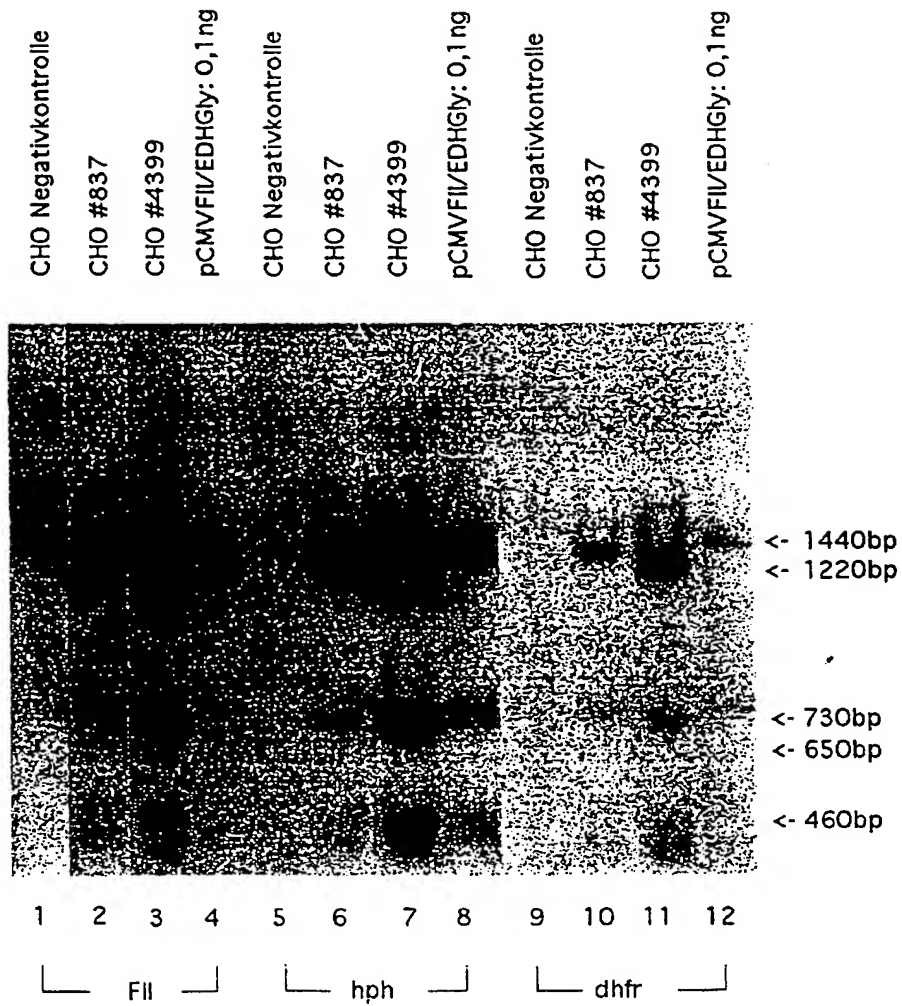 CHO Negativkontrolle
CHO #837
CHO #4399
pCMVFII/EDHGly: 0,1ng
CHO Negativkontrolle
CHO #837
CHO #4399
pCMVFII/EDHGly: 0,1ng
CHO Negativkontrolle
CHO #837
CHO #4399
pCMVFII/EDHGly: 0,1ng
<- 1440bp
<- 1220bp
<- 730bp
<- 650bp
<- 460bp
1 2 3 4 5 6 7 8 9 10 11 12
FII hph dhfr